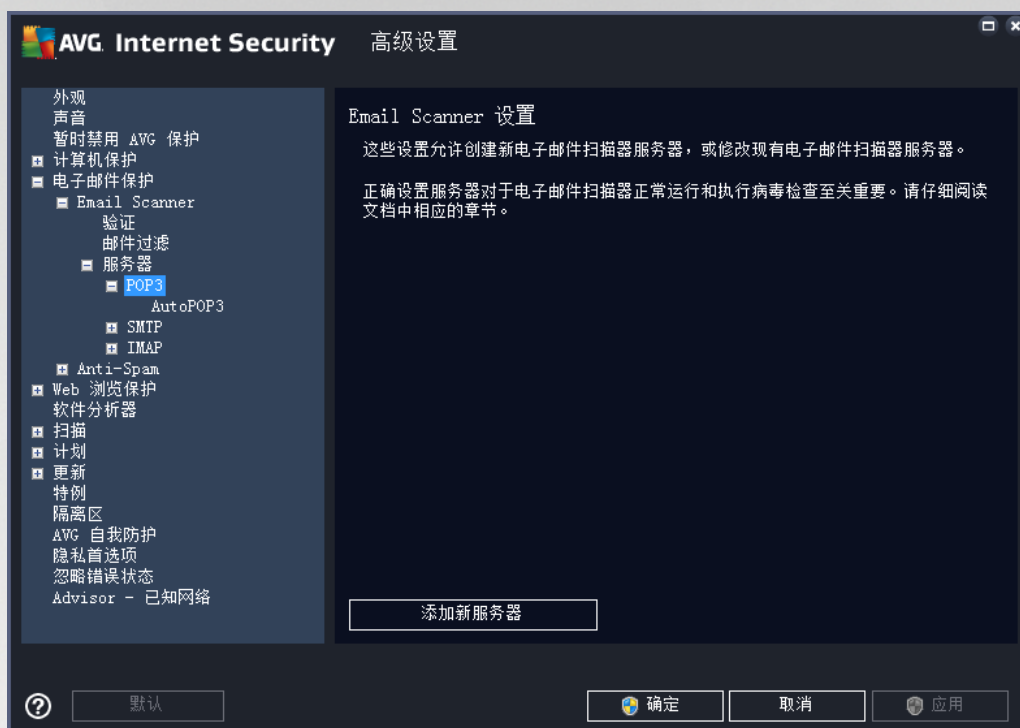 AVG. Internet Security 高级设置
外观
声音
暂时禁用 AVG 保护
计算机保护
电子邮件保护
Email Scanner
验证
邮件过滤
服务器
POP3
AutoPOP3
SMTP
IMAP
Anti-Spam
Web 浏览保护
软件分析器
扫描
计划
更新
特例
隔离区
AVG 自我防护
隐私首选项
忽略错误状态
Advisor - 已知网络
Email Scanner 设置
这些设置允许创建新电子邮件扫描器服务器，或修改现有电子邮件扫描器服务器。
正确设置服务器对于电子邮件扫描器正常运行和执行病毒检查至关重要。请仔细阅读
文档中相应的章节。
添加新服务器
默认
确定
取消
应用